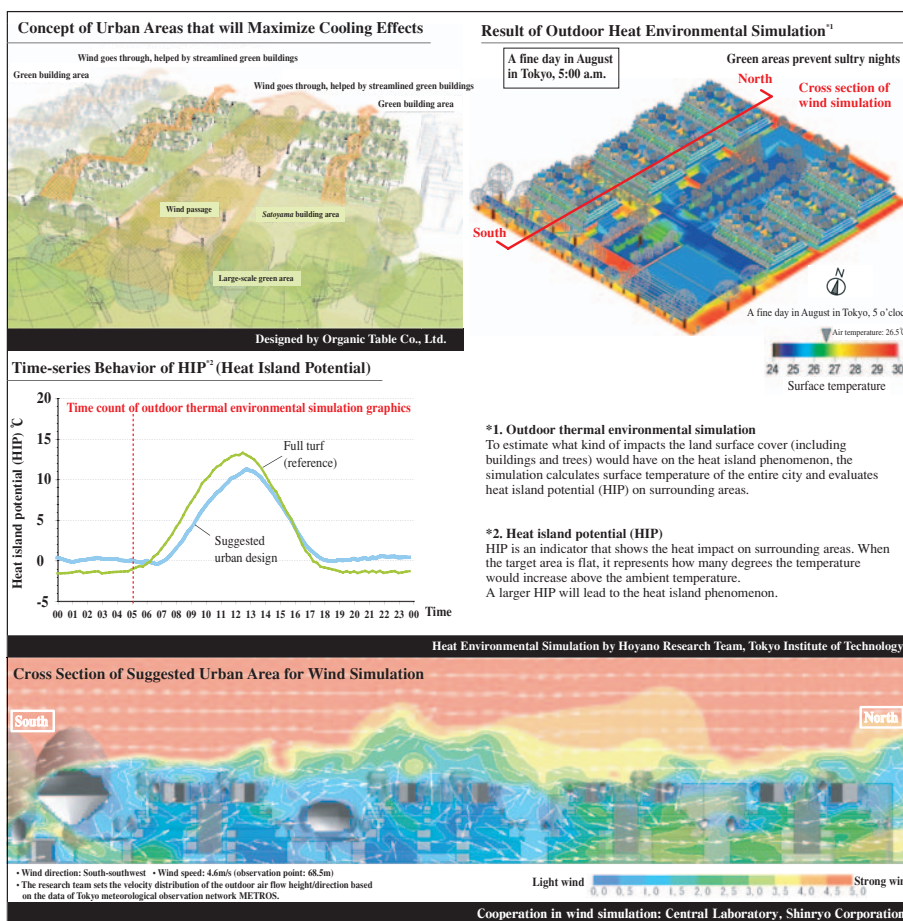 Concept of Urban Areas that will Maximize Cooling Effects
Wind goes through, helped by streamlined green buildings
Green building area
Wind goes through, helped by streamlined green buildings
Green building area
Wind passage
Satoyama building area
Large-scale green area
Designed by Organic Table Co., Ltd.
Result of Outdoor Heat Environmental Simulation*1
A fine day in August
in Tokyo, 5:00 a.m.
Green areas prevent sultry nights
North
Cross section of
wind simulation
South
N
A fine day in August in Tokyo, 5 o'cloc
Air temperature: 26.5
24 25 26 27 28 29 30
Surface temperature
Time-series Behavior of HIP*2 (Heat Island Potential)
Heat island potential (HIP) ℃
20
15
10
5
0
-5
Time count of outdoor thermal environmental simulation graphics
Full turf
(reference)
Suggested
urban design
00 01 02 03 04 05 06 07 08 09 10 11 12 13 14 15 16 17 18 19 20 21 22 23 00
Time
*1. Outdoor thermal environmental simulation
To estimate what kind of impacts the land surface cover (including
buildings and trees) would have on the heat island phenomenon, the
simulation calculates surface temperature of the entire city and evaluates
heat island potential (HIP) on surrounding areas.
*2. Heat island potential (HIP)
HIP is an indicator that shows the heat impact on surrounding areas. When
the target area is flat, it represents how many degrees the temperature
would increase above the ambient temperature.
A larger HIP will lead to the heat island phenomenon.
Heat Environmental Simulation by Hoyano Research Team, Tokyo Institute of Technology
Cross Section of Suggested Urban Area for Wind Simulation
South
North
• Wind direction: South-southwest • Wind speed: 4.6m/s (observation point: 68.5m)
• The research team sets the velocity distribution of the outdoor air flow height/direction based
on the data of Tokyo meteorological observation network METROS.
Light wind
0.0 0.5 1.0 1.5 2.0 2.5 3.0 3.5 4.0 4.5 5.0
Strong win
Cooperation in wind simulation: Central Laboratory, Shinryo Corporation